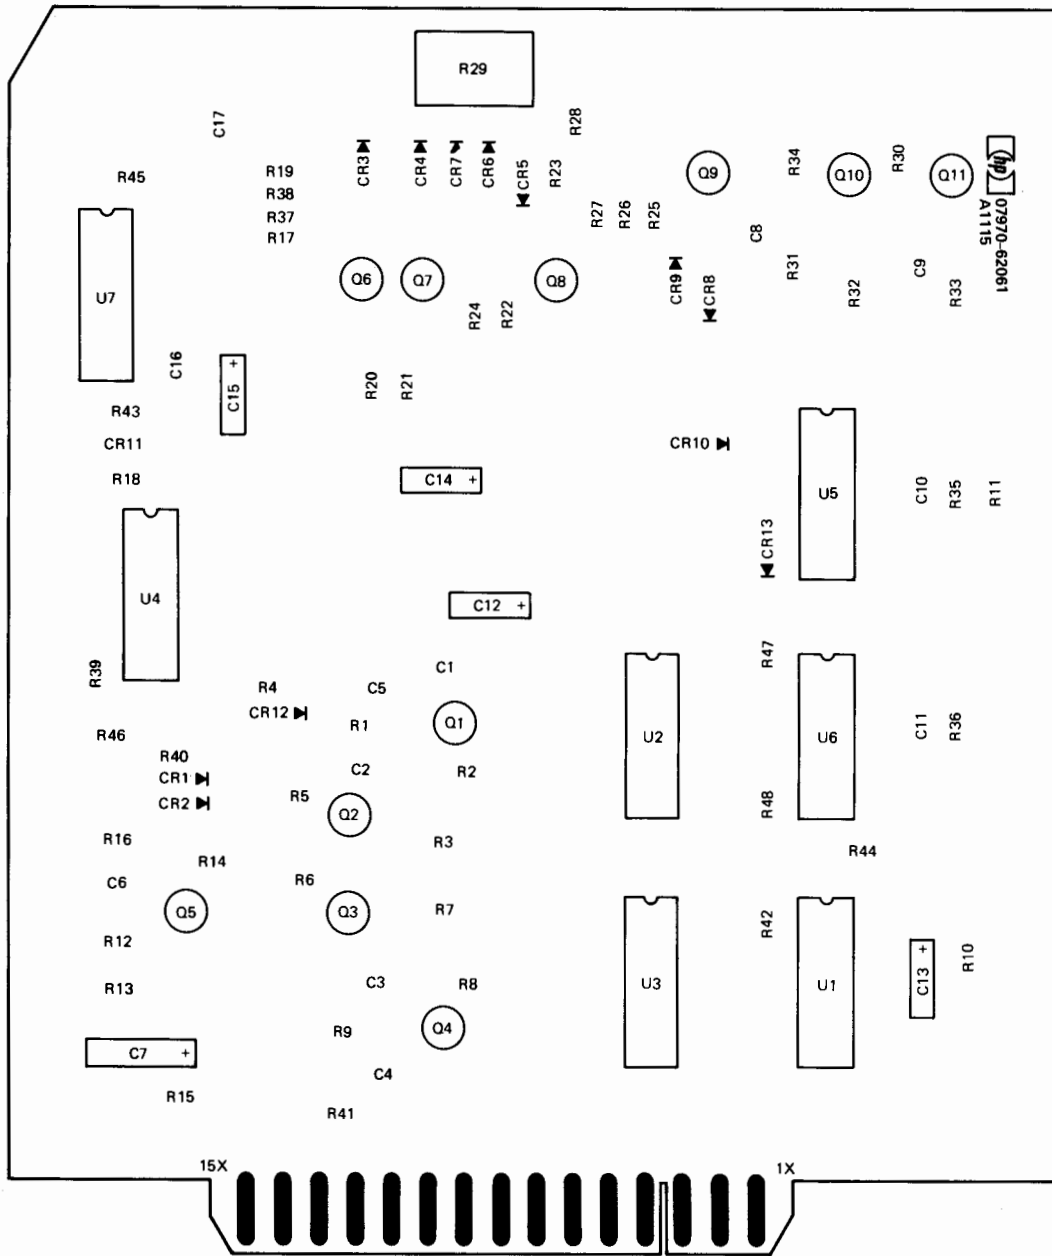 R29
C17
R28
CR3
CR4
CR7
CR6
CR5
R23
R34
R30
hp
R45
R19
R38
R37
R17
Q9
Q10
Q11
07970-62061
A1115
R27
R26
R25
C8
U7
Q6
Q7
Q8
CR9
CR8
R31
R32
C9
R33
R24
R22
C16
C15 +
R20
R21
R43
CR11
CR10
R18
C14 +
U5
C10
R35
R11
CR13
U4
C12 +
R39
R4
C5
C1
R47
CR12
R1
Q1
R46
U2
U6
C11
R36
R40
CR1
CR2
C2
R2
R5
Q2
R48
R16
R3
R44
R14
C6
R6
Q5
Q3
R7
R42
R12
R13
C3
R8
U3
U1
C13 +
R10
R9
Q4
C7 +
C4
R15
R41
15X
1X